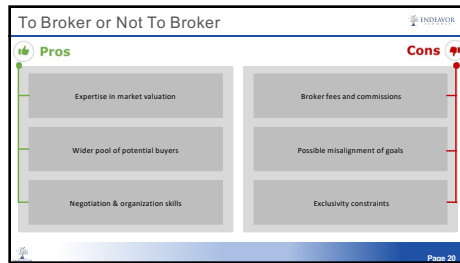 To Broker or Not To Broker
ENDEAVOR
SCHOOLS
Pros
Cons
Expertise in market valuation
Broker fees and commissions
Wider pool of potential buyers
Possible misalignment of goals
Negotiation & organization skills
Exclusivity constraints
Page 20